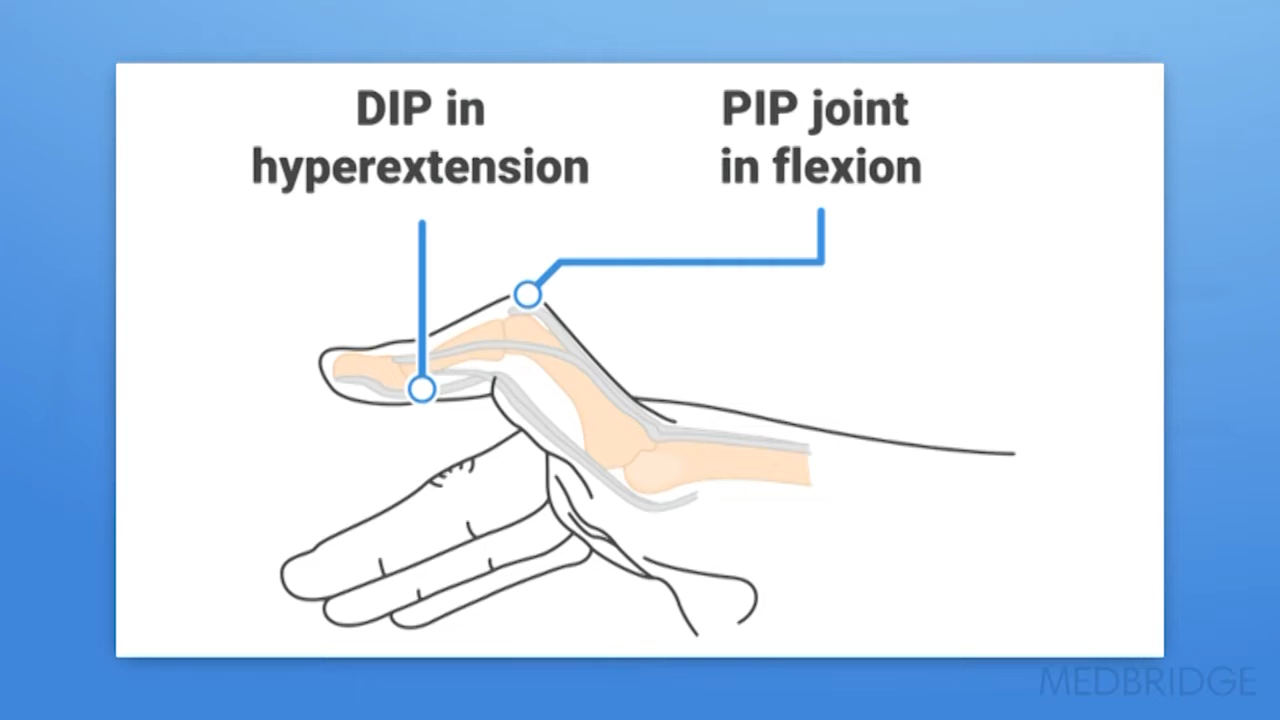 DIP in
hyperextension
PIP joint
in flexion
MEDBRIDGE